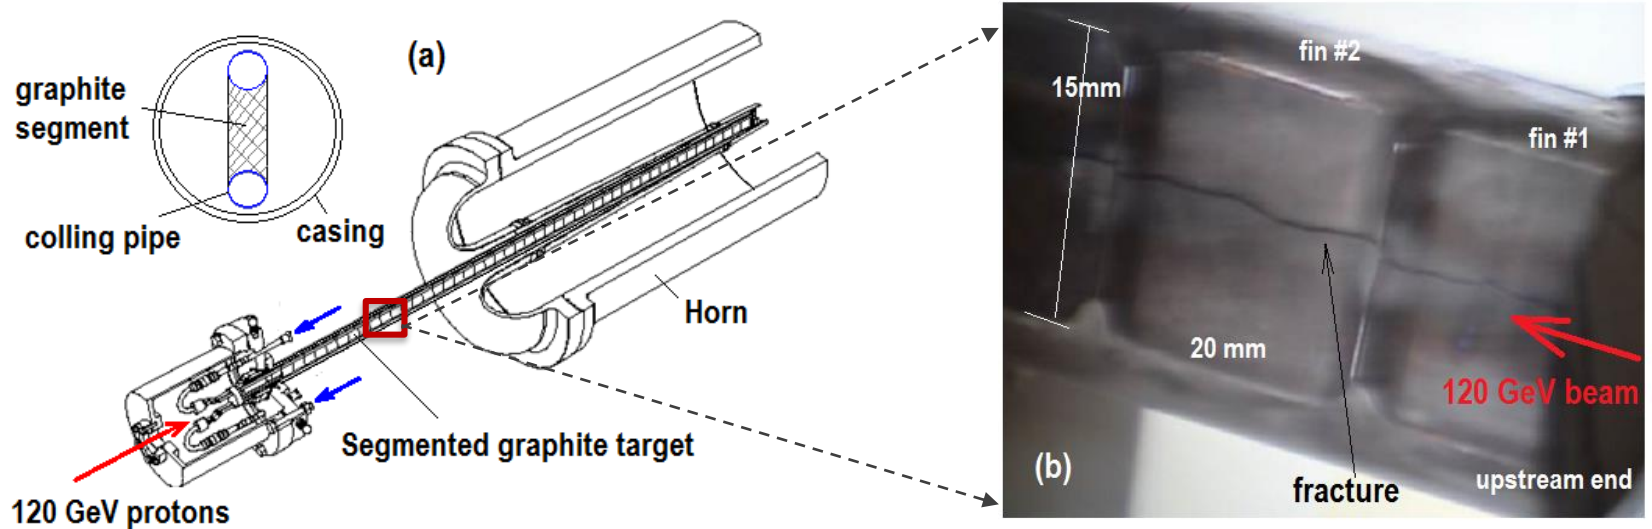 (a)
graphite
segment
colling pipe
casing
Horn
Segmented graphite target
120 GeV protons
fin #2
15mm
fin #1
20 mm
120 GeV beam
(b)
fracture
upstream end